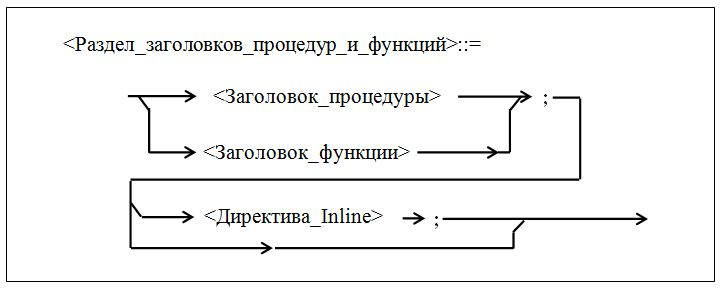 <Раздел_заголовков_процедур_и_функций>::=
<Заголовок_процедуры> ;
<Заголовок_функции>
<Директива_Inline> ;